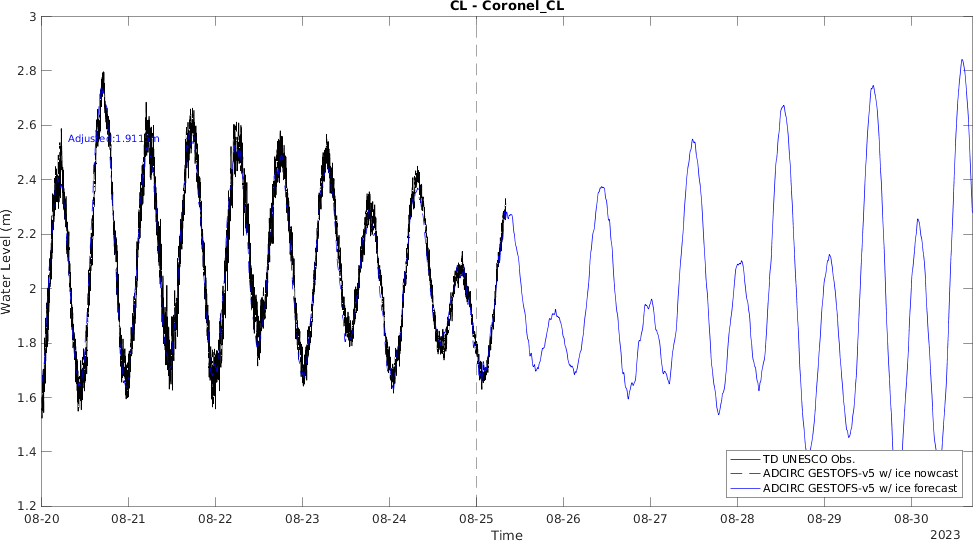 CL - Coronel_CL
3
2.8
2.6
2.4
2.2
2
1.8
1.6
1.4
1.2
Water Level (m)
TD UNESCO Obs.
ADCIRC GESTOFS-v5 w/ ice nowcast
ADCIRC GESTOFS-v5 w/ ice forecast
08-20 08-21 08-22 08-23 08-24 08-25 08-26 08-27 08-28 08-29 08-30
Time
2023